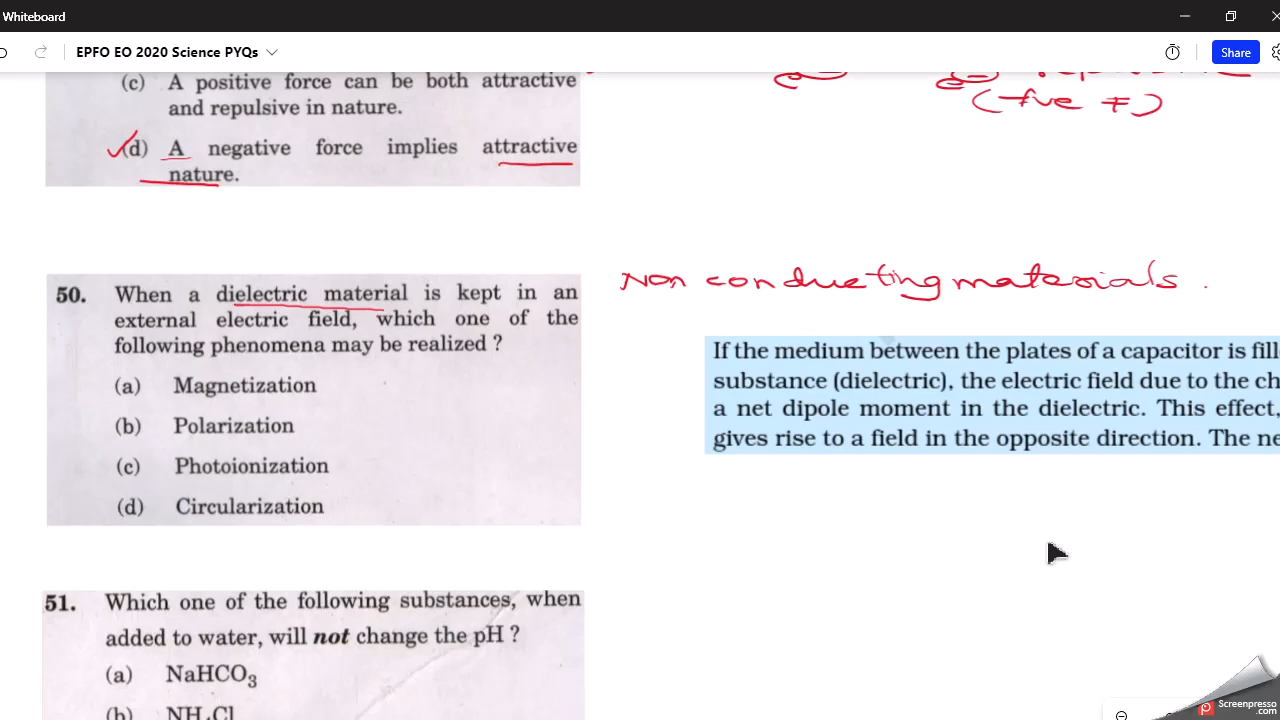 Whiteboard
EPFO EO 2020 Science PYQs
Share
(c) A positive force can be both attractive
and repulsive in nature.
(+ve F)
(d) A negative force implies attractive
nature.
Non conducting materials.
50. When a dielectric material is kept in an
external electric field, which one of the
following phenomena may be realized ?
(a) Magnetization
(b) Polarization
(c) Photoionization
(d) Circularization
If the medium between the plates of a capacitor is fill
substance (dielectric), the electric field due to the ch
a net dipole moment in the dielectric. This effect,
gives rise to a field in the opposite direction. The ne
51. Which one of the following substances, when
added to water, will not change the pH ?
(a) NaHCO3
(b) NH4Cl
Screenpresso
.com